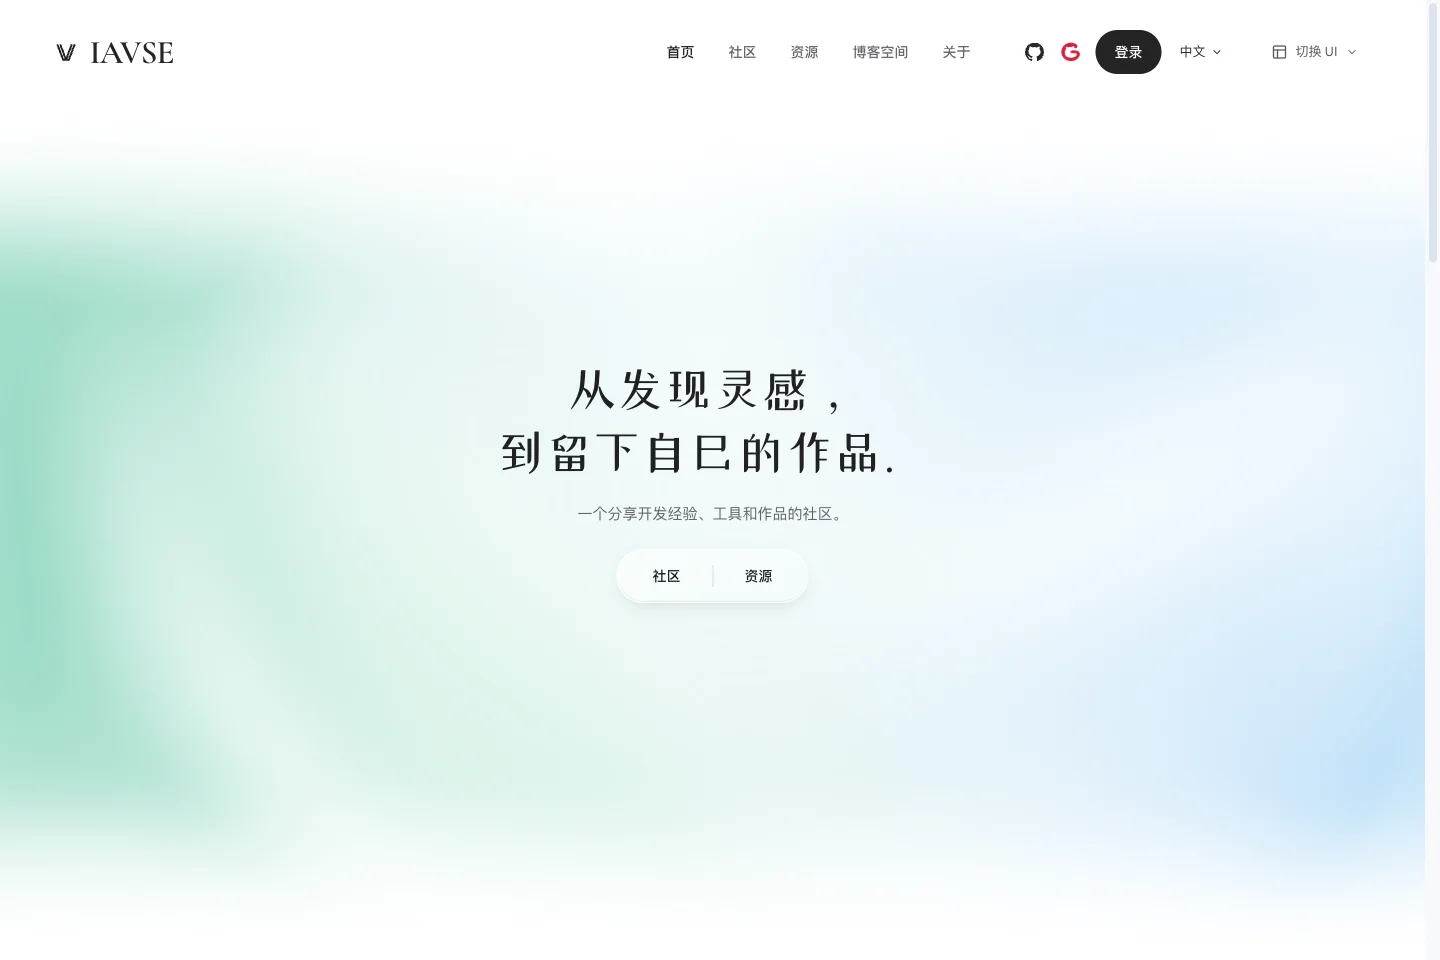 IAVSE
首页 社区 资源 博客空间 关于 登录 中文 切换 UI
从发现灵感，
到留下自己的作品.
一个分享开发经验、工具和作品的社区。
社区 资源